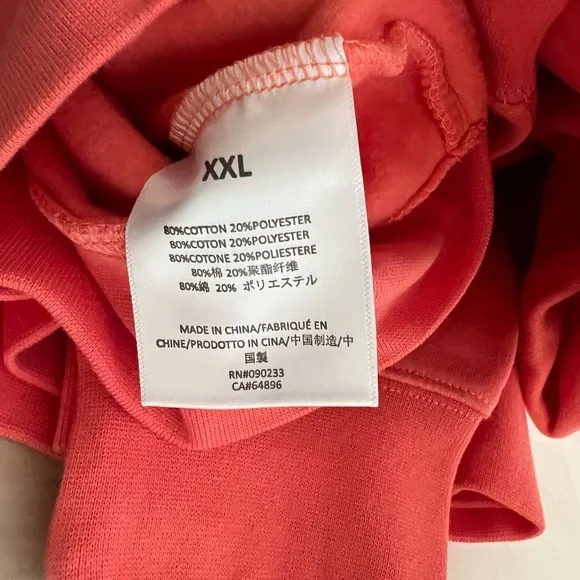 XXL
80%COTTON 20%POLYESTER
80%COTON 20%POLYESTER
80%COTONE 20%POLIESTERE
80%棉 20%聚酯纤维
80%綿 20% ポリエステル
MADE IN CHINA/FABRIQUÉ EN
CHINE/PRODOTTO IN CINA/中国制造/中
国製
RN#090233
CA#64896